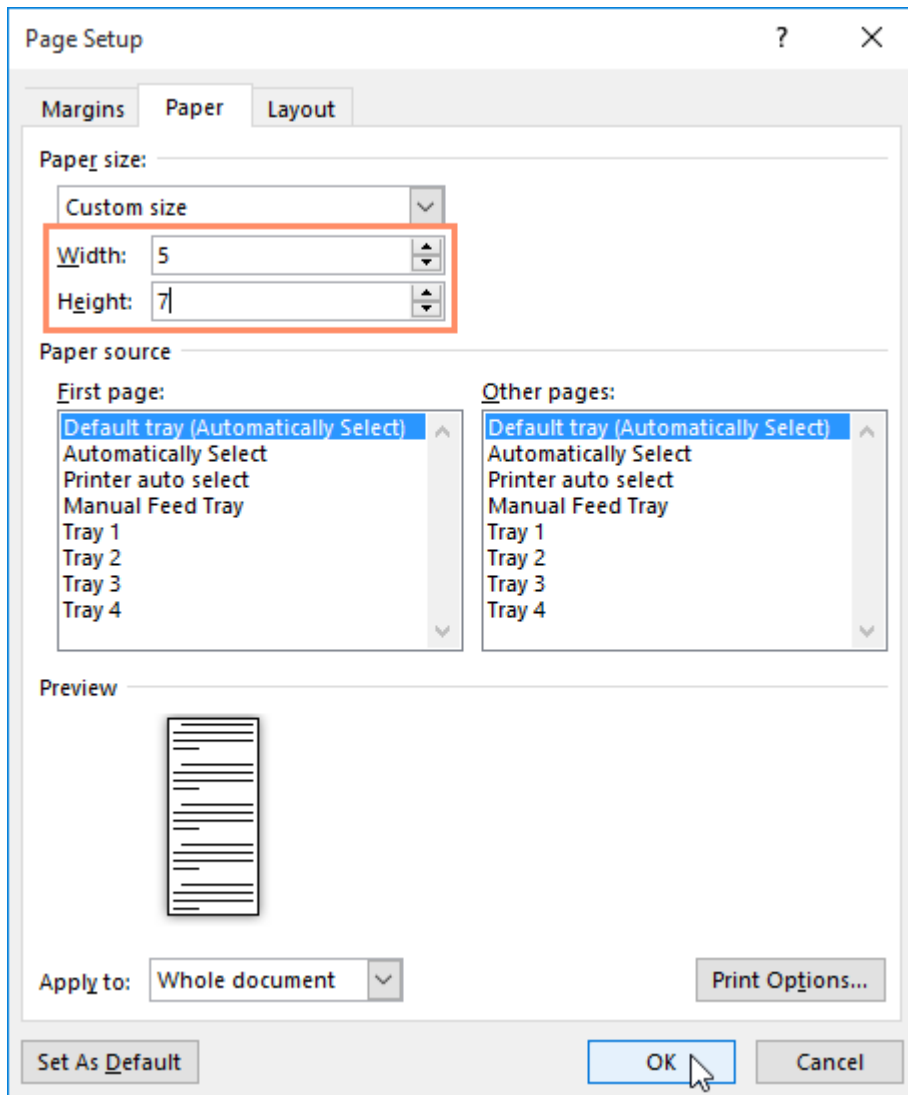 Page Setup ?
Margins Paper Layout
Paper size:
Custom size
Width: 5
Height: 7
Paper source
First page: Other pages:
Default tray (Automatically Select) Default tray (Automatically Select)
Automatically Select Automatically Select
Printer auto select Printer auto select
Manual Feed Tray Manual Feed Tray
Tray 1 Tray 1
Tray 2 Tray 2
Tray 3 Tray 3
Tray 4 Tray 4
Preview
Apply to: Whole document Print Options...
Set As Default OK Cancel